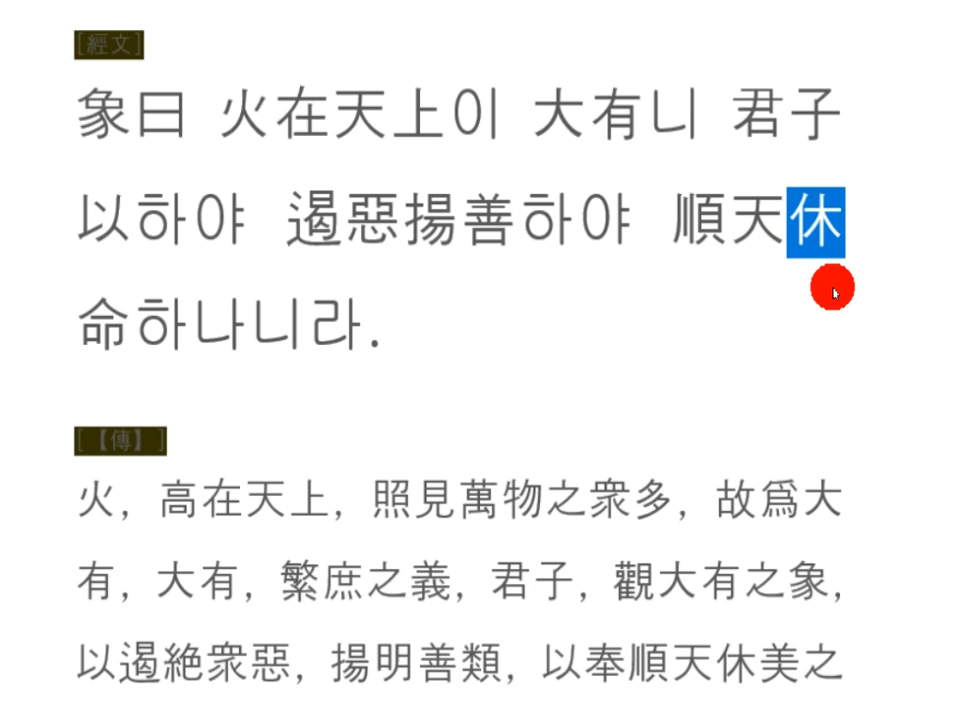 [經文]
象曰 火在天上이 大有니 君子
以하야 遏惡揚善하야 順天休
命하나니라.
[【傳】]
火, 高在天上, 照見萬物之衆多, 故爲大
有, 大有, 繁庶之義, 君子, 觀大有之象,
以遏絶衆惡, 揚明善類, 以奉順天休美之